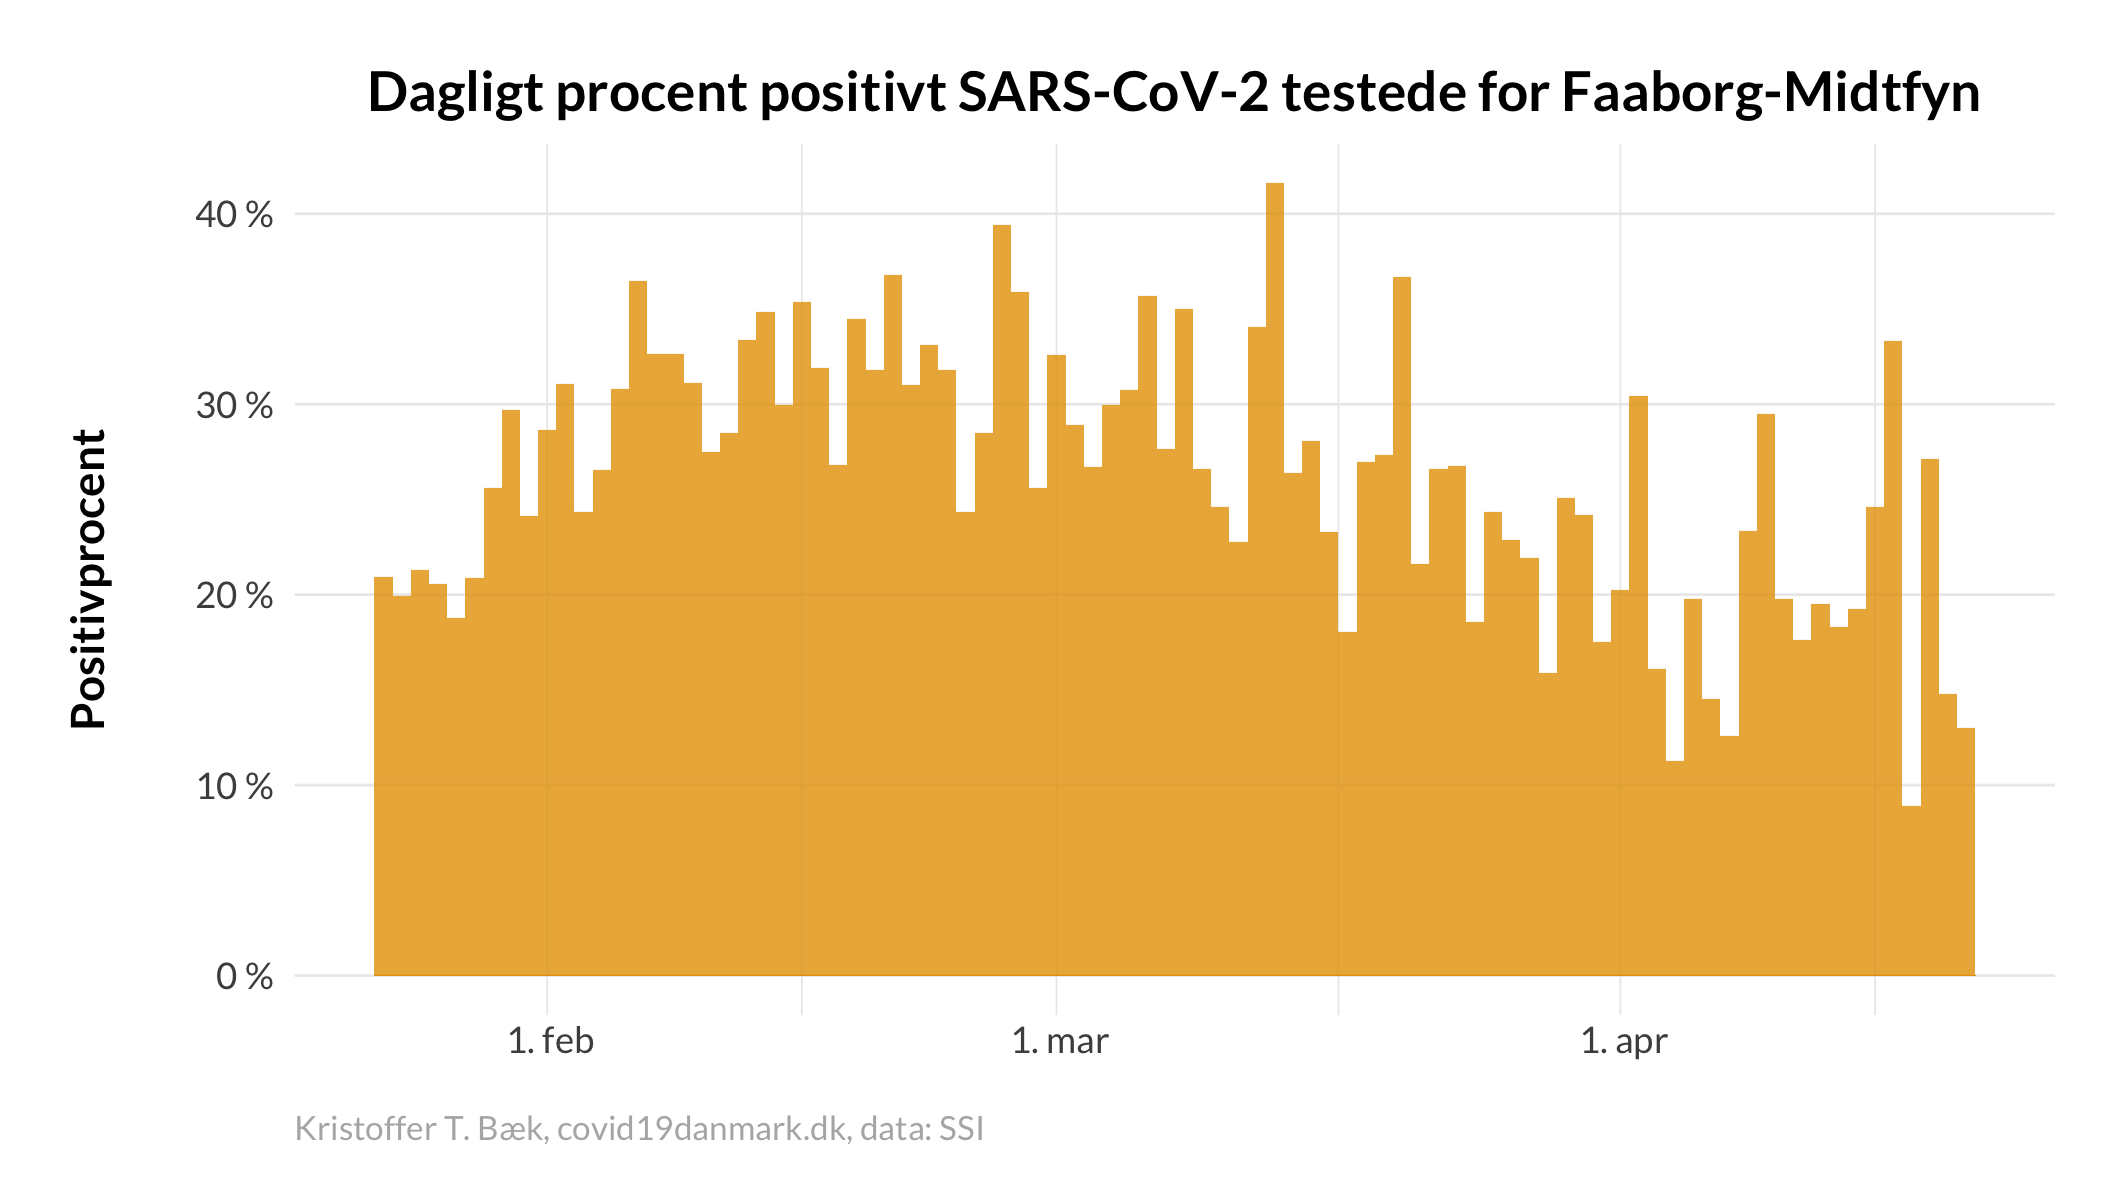 Dagligt procent positivt SARS-CoV-2 testede for Faaborg-Midtfyn
Positivprocent
40 %
30 %
20 %
10 %
0 %
1. feb
1. mar
1. apr
Kristoffer T. Bæk, covid19danmark.dk, data: SSI